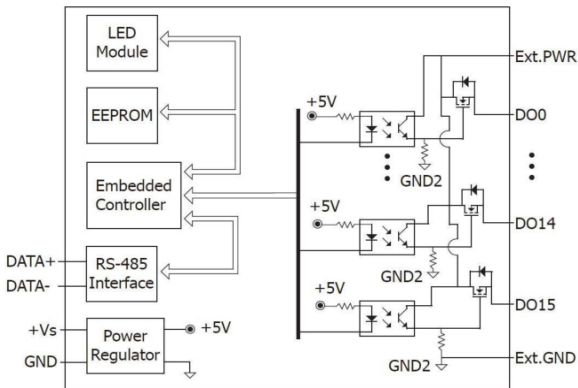 LED
Module
EEPROM
Embedded
Controller
DATA+
DATA-
RS-485
Interface
+Vs
GND
Power
Regulator
+5V
+5V
GND2
+5V
GND2
+5V
GND2
Ext.PWR
DO0
DO14
DO15
Ext.GND